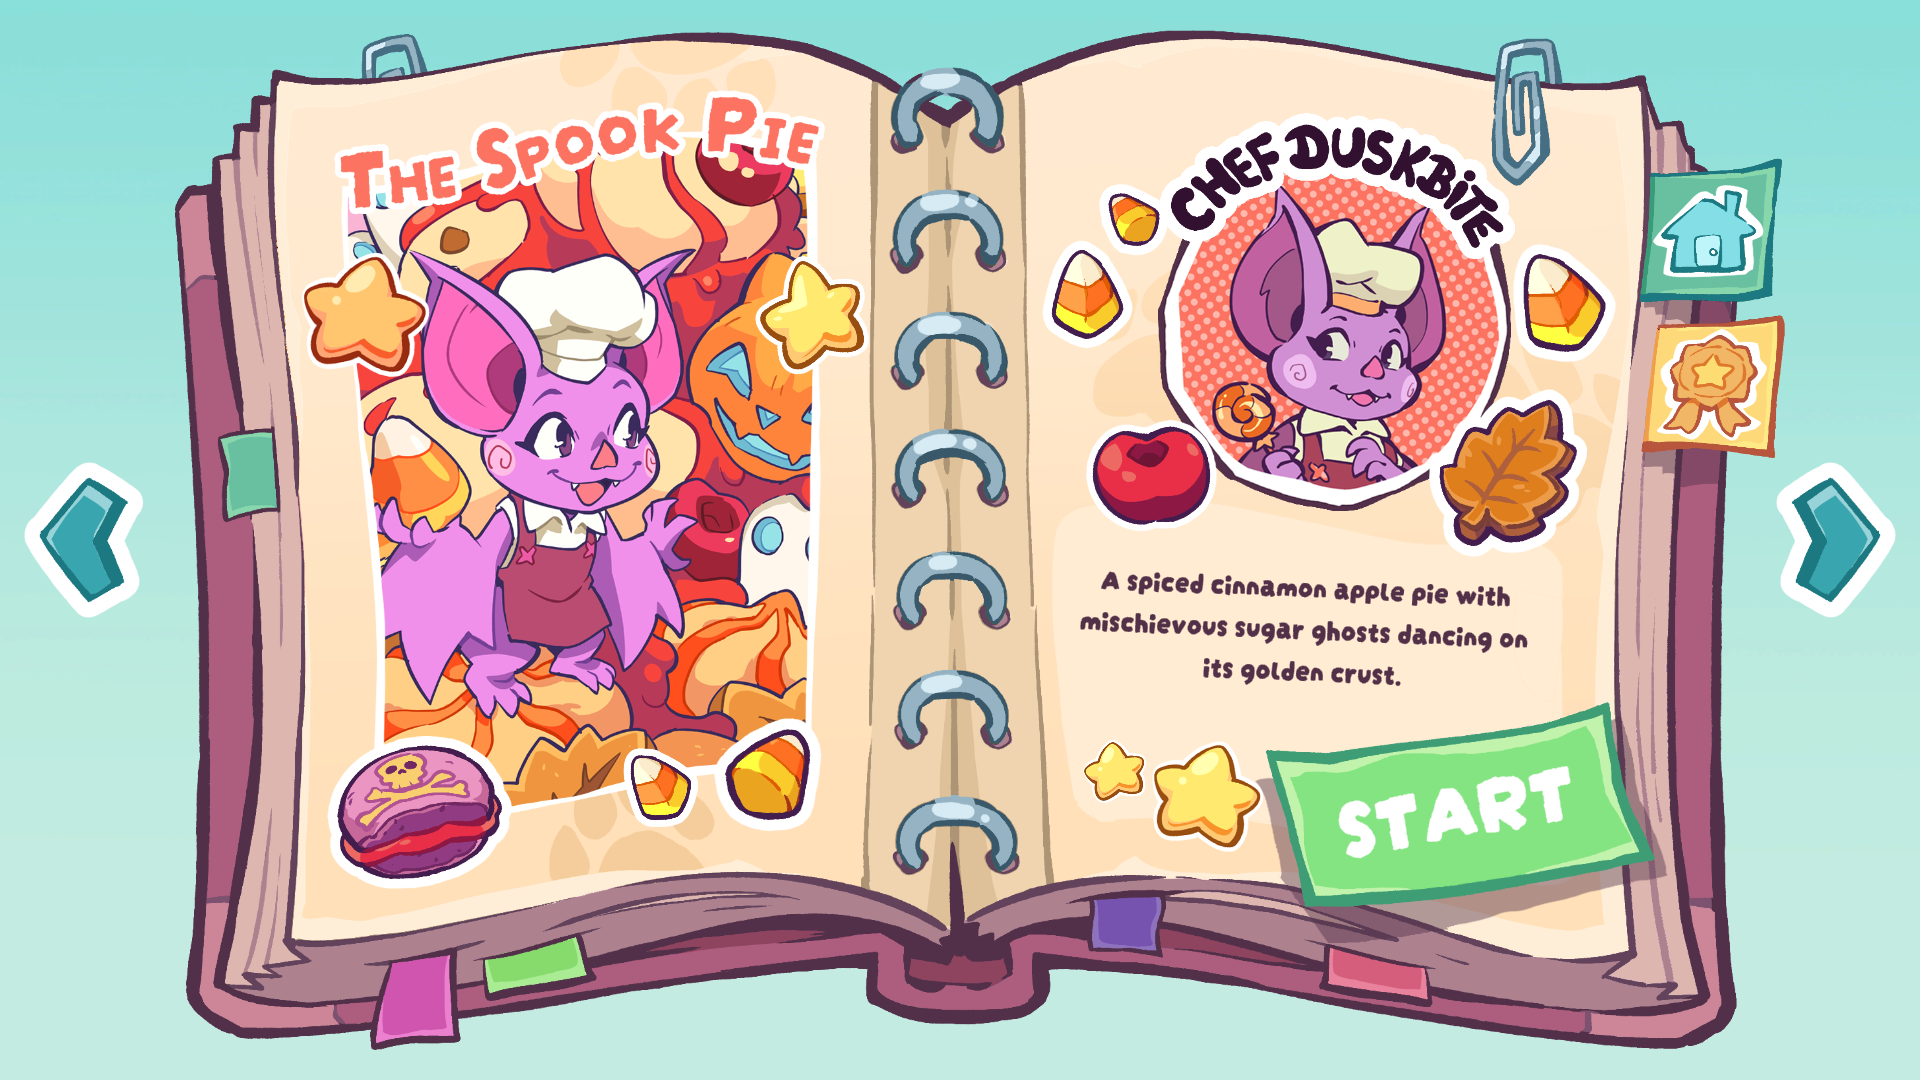 The Spook Pie
CHEF DUSKBiTE
A spiced cinnamon apple pie with
mischievous sugar ghosts dancing on
its golden crust.
START